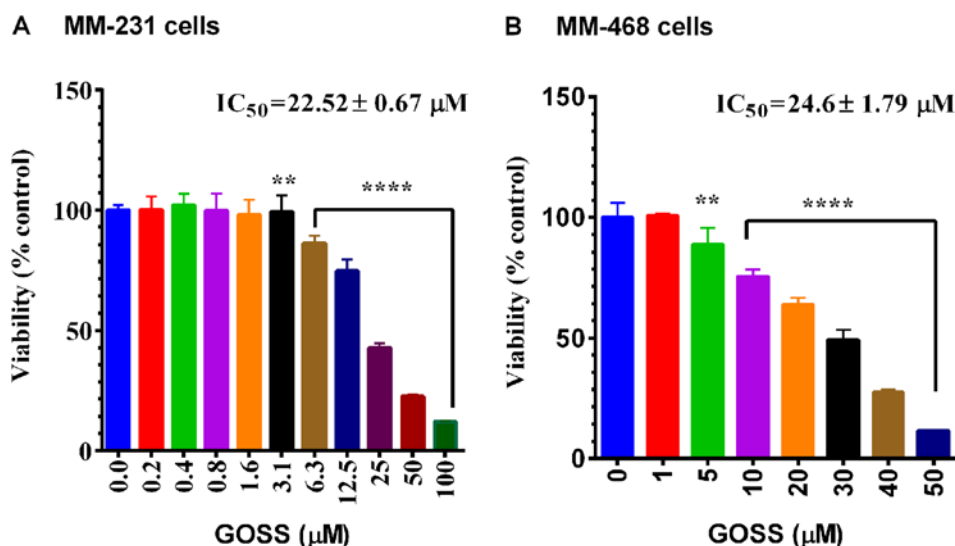 A MM-231 cells
IC50=22.52± 0.67 µM
**
****
150
100
50
0
Viability (% control)
0.0 0.2 0.4 0.8 1.6 3.1 6.3 12.5 25 50 100
GOSS (µM)
B MM-468 cells
IC50=24.6± 1.79 µM
**
****
150
100
50
0
Viability (% control)
0 1 5 10 20 30 40 50
GOSS (µM)